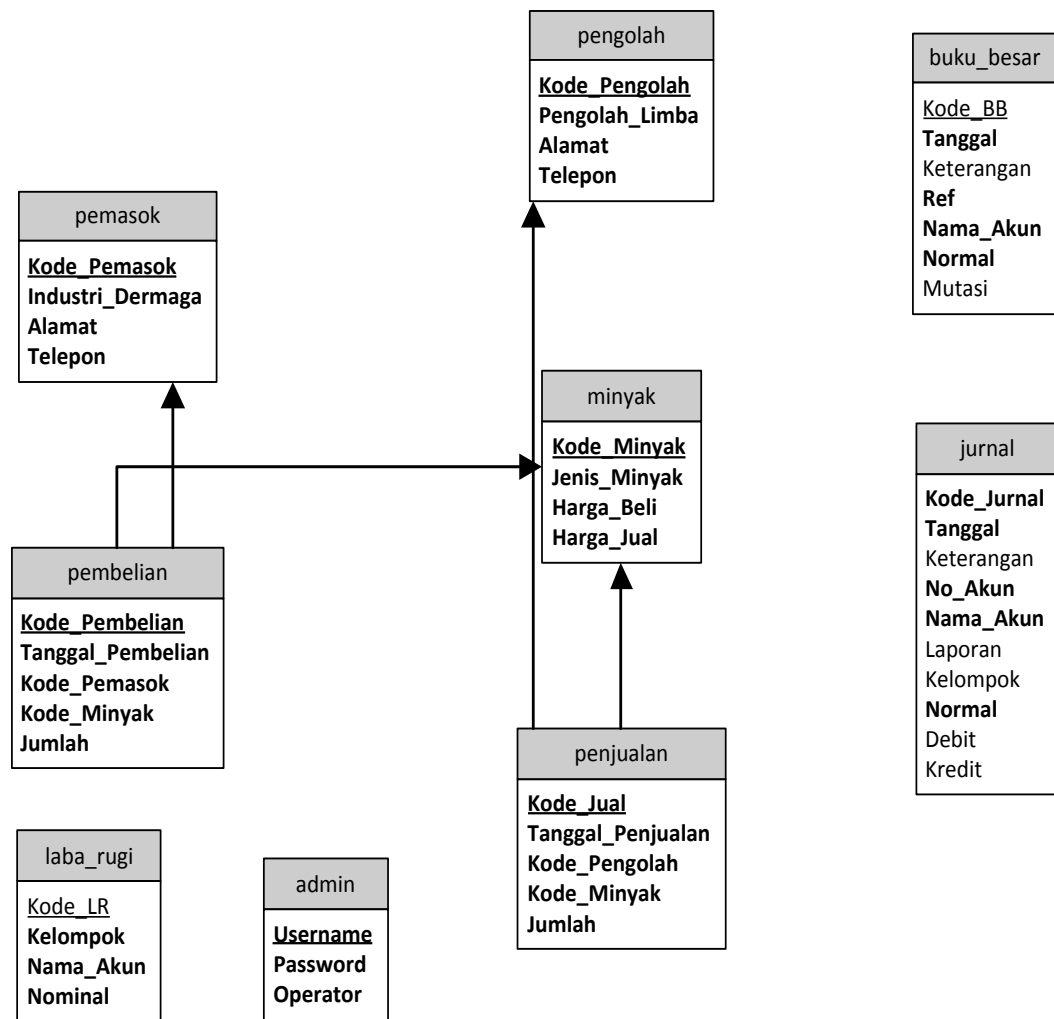 pengolah
Kode_Pengolah
Pengolah_Limba
Alamat
Telepon
buku_besar
Kode_BB
Tanggal
Keterangan
Ref
Nama_Akun
Normal
Mutasi
pemasok
Kode_Pemasok
Industri_Dermaga
Alamat
Telepon
minyak
Kode_Minyak
Jenis_Minyak
Harga_Beli
Harga_Jual
jurnal
Kode_Jurnal
Tanggal
Keterangan
No_Akun
Nama_Akun
Laporan
Kelompok
Normal
Debit
Kredit
pembelian
Kode_Pembelian
Tanggal_Pembelian
Kode_Pemasok
Kode_Minyak
Jumlah
penjualan
Kode_Jual
Tanggal_Penjualan
Kode_Pengolah
Kode_Minyak
Jumlah
laba_rugi
Kode_LR
Kelompok
Nama_Akun
Nominal
admin
Username
Password
Operator